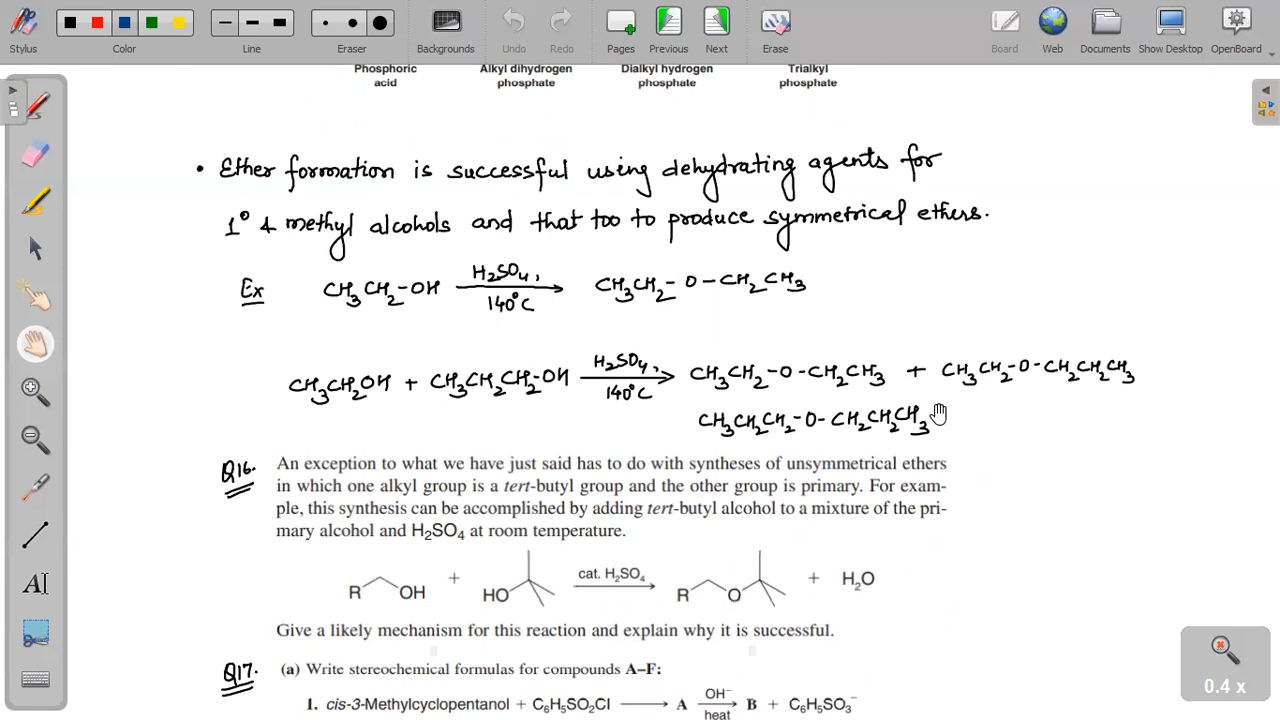 Stylus Color Line Eraser Backgrounds Undo Redo Pages Previous Next Erase Board Web Documents Show Desktop OpenBoard
Phosphoric acid
Alkyl dihydrogen phosphate
Dialkyl hydrogen phosphate
Trialkyl phosphate
• Ether formation is successful using dehydrating agents for
1° & methyl alcohols and that too to produce symmetrical ethers.
Ex CH3CH2-OH H2SO4, 140°C CH3CH2-O-CH2CH3
CH3CH2OH + CH3CH2CH2-OH H2SO4, 140°C CH3CH2-O-CH2CH3 + CH3CH2-O-CH2CH2CH3
CH3CH2CH2-O-CH2CH2CH3
Q16. An exception to what we have just said has to do with syntheses of unsymmetrical ethers
in which one alkyl group is a tert-butyl group and the other group is primary. For exam-
ple, this synthesis can be accomplished by adding tert-butyl alcohol to a mixture of the pri-
mary alcohol and H2SO4 at room temperature.
R OH + HO cat. H2SO4 R O + H2O
Give a likely mechanism for this reaction and explain why it is successful.
Q17. (a) Write stereochemical formulas for compounds A–F:
1. cis-3-Methylcyclopentanol + C6H5SO2Cl ⟶ A OH− heat B + C6H5SO3−
AI
0.4 x